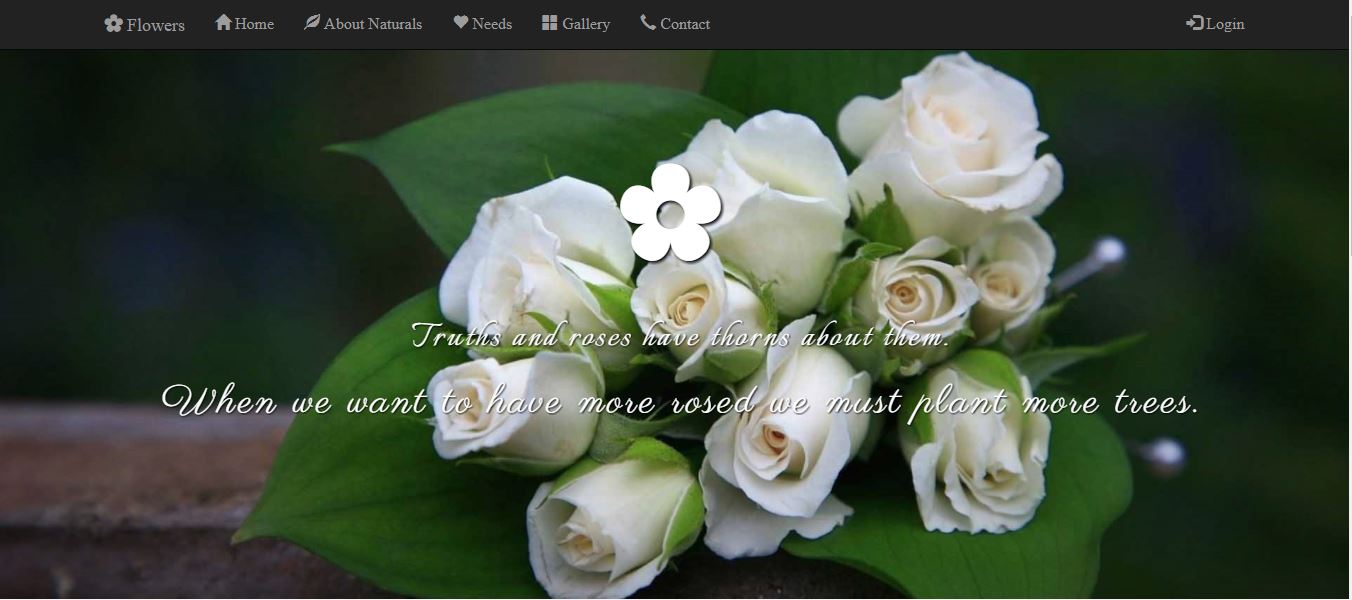 Flowers Home About Naturals Needs Gallery Contact Login
Truths and roses have thorns about them.
When we want to have more rosed we must plant more trees.